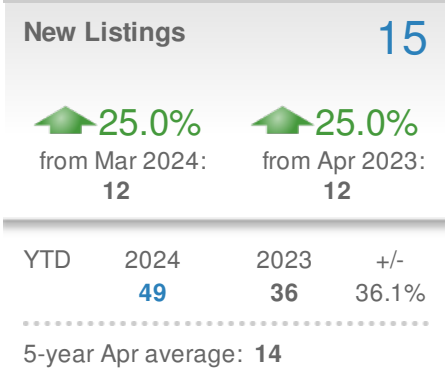 New Listings 15
25.0% 25.0%
from Mar 2024: from Apr 2023:
12 12
YTD 2024 2023 +/-
49 36 36.1%
5-year Apr average: 14